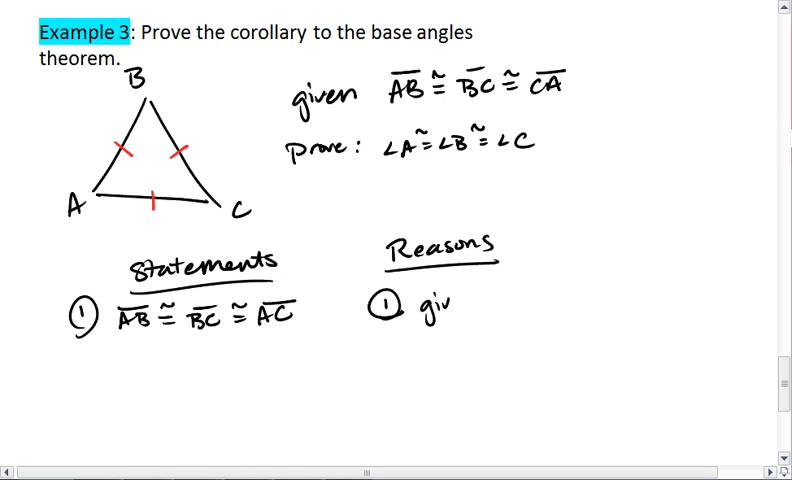 Example 3: Prove the corollary to the base angles
theorem.
B
given AB ≅ BC ≅ CA
prove: ∠A ≅ ∠B ≅ ∠C
A
C
Statements Reasons
① AB ≅ BC ≅ AC ① giv